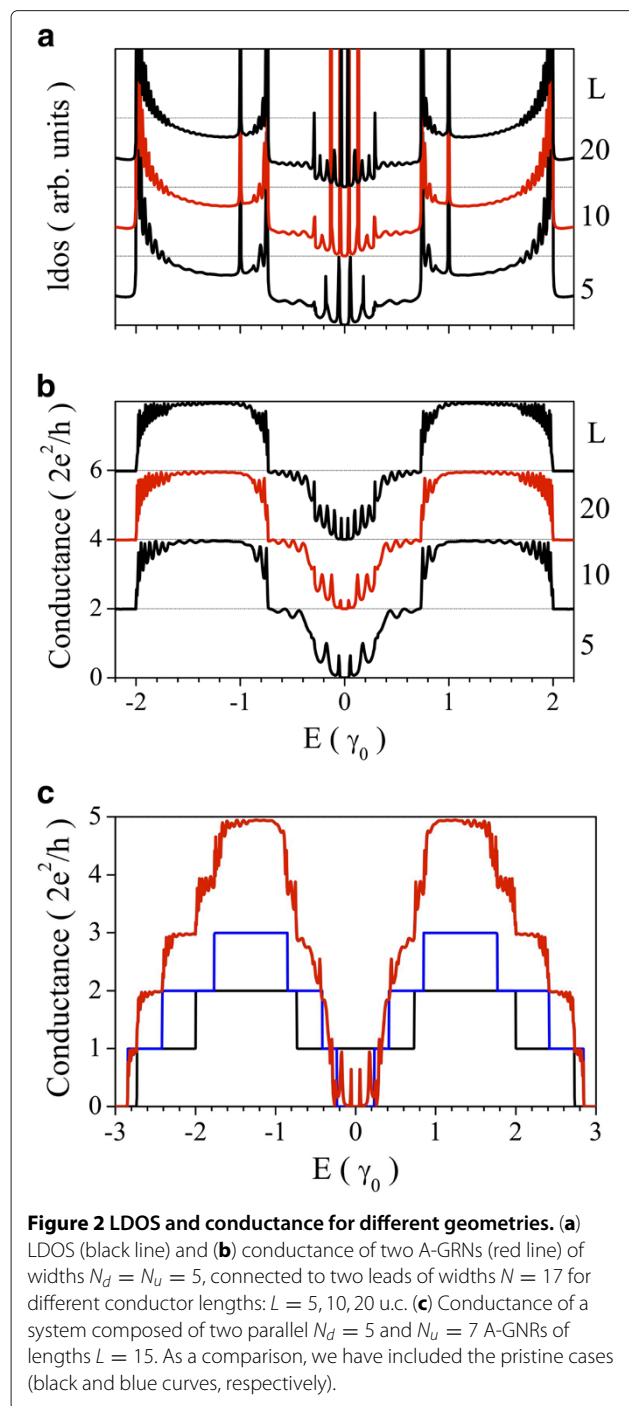 a
ldos ( arb. units )
L
20
10
5
b
Conductance ( 2e²/h )
6
4
2
0
L
20
10
5
-2 -1 0 1 2
E ( γ₀ )
c
Conductance ( 2e²/h )
5
4
3
2
1
0
-3 -2 -1 0 1 2 3
E ( γ₀ )
Figure 2 LDOS and conductance for different geometries. (a)
LDOS (black line) and (b) conductance of two A-GRNs (red line) of
widths N_d = N_u = 5, connected to two leads of widths N = 17 for
different conductor lengths: L = 5, 10, 20 u.c. (c) Conductance of a
system composed of two parallel N_d = 5 and N_u = 7 A-GNRs of
lengths L = 15. As a comparison, we have included the pristine cases
(black and blue curves, respectively).